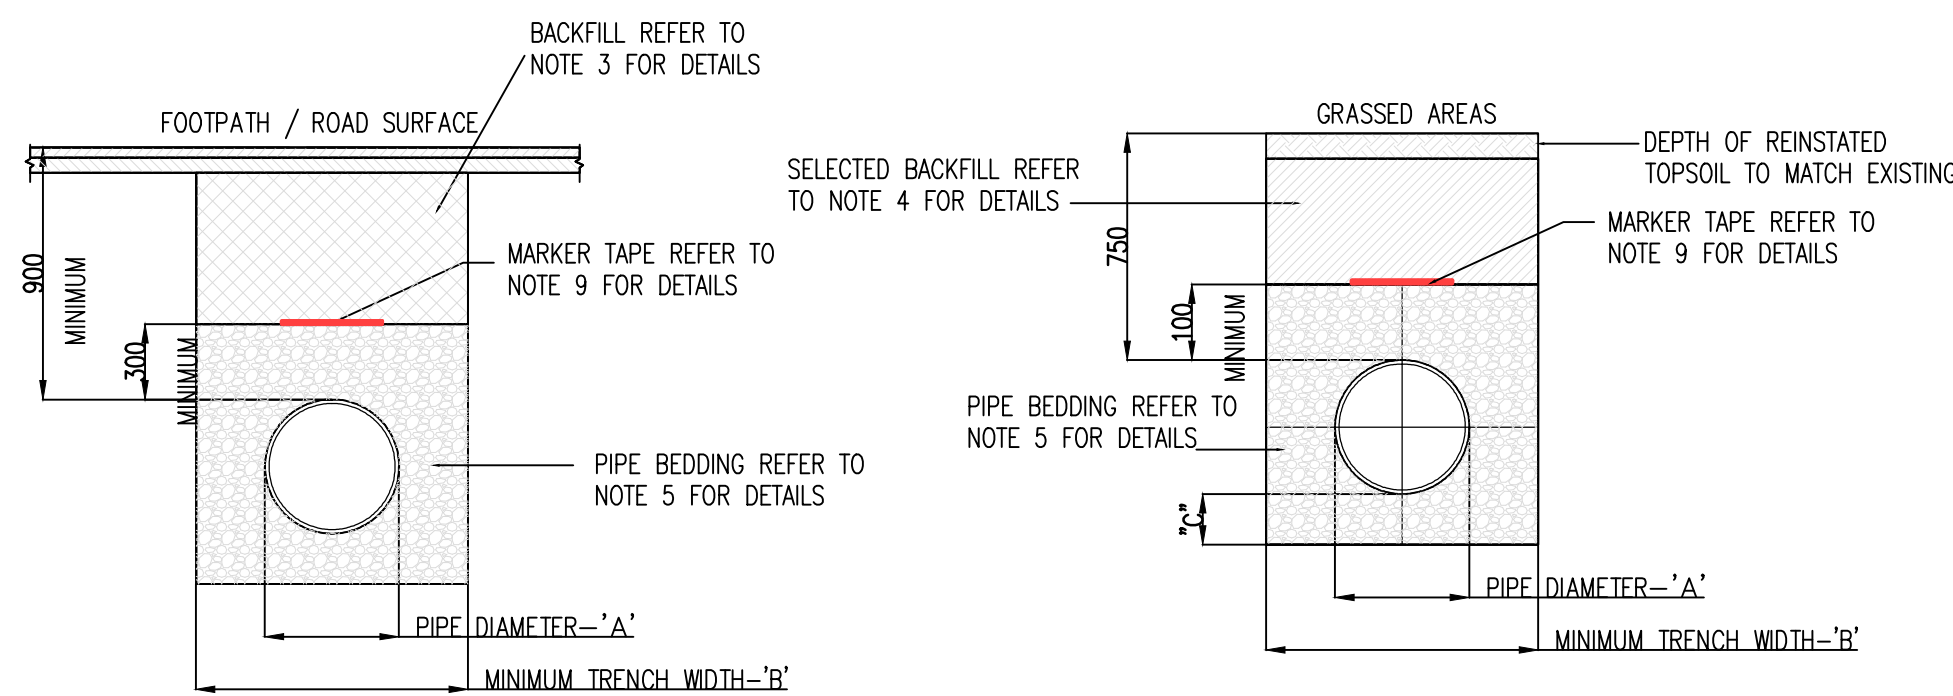 BACKFILL REFER TO
NOTE 3 FOR DETAILS
FOOTPATH / ROAD SURFACE
900
MINIMUM
MARKER TAPE REFER TO
NOTE 9 FOR DETAILS
300
MINIMUM
PIPE BEDDING REFER TO
NOTE 5 FOR DETAILS
PIPE DIAMETER-'A'
MINIMUM TRENCH WIDTH-'B'
GRASSED AREAS
DEPTH OF REINSTATED
TOPSOIL TO MATCH EXISTING
SELECTED BACKFILL REFER
TO NOTE 4 FOR DETAILS
750
MARKER TAPE REFER TO
NOTE 9 FOR DETAILS
100
MINIMUM
PIPE BEDDING REFER TO
NOTE 5 FOR DETAILS
"C"
PIPE DIAMETER-'A'
MINIMUM TRENCH WIDTH-'B'